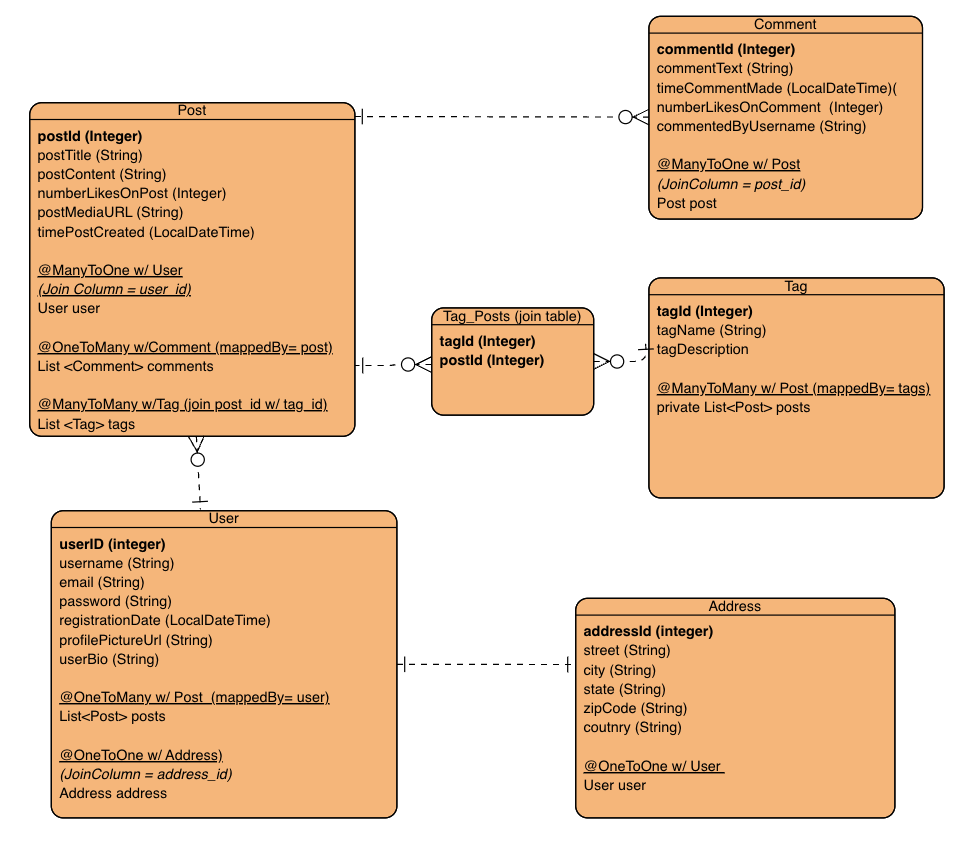 Comment
commentId (Integer)
commentText (String)
timeCommentMade (LocalDateTime)(
numberLikesOnComment  (Integer)
commentedByUsername (String)
@ManyToOne w/ Post
(JoinColumn = post_id)
Post post
Post
postId (Integer)
postTitle (String)
postContent (String)
numberLikesOnPost (Integer)
postMediaURL (String)
timePostCreated (LocalDateTime)
@ManyToOne w/ User
(Join Column = user_id)
User user
@OneToMany w/Comment (mappedBy= post)
List <Comment> comments
@ManyToMany w/Tag (join post_id w/ tag_id)
List <Tag> tags
Tag_Posts (join table)
tagId (Integer)
postId (Integer)
Tag
tagId (Integer)
tagName (String)
tagDescription
@ManyToMany w/ Post (mappedBy= tags)
private List<Post> posts
User
userID (integer)
username (String)
email (String)
password (String)
registrationDate (LocalDateTime)
profilePictureUrl (String)
userBio (String)
@OneToMany w/ Post  (mappedBy= user)
List<Post> posts
@OneToOne w/ Address)
(JoinColumn = address_id)
Address address
Address
addressId (integer)
street (String)
city (String)
state (String)
zipCode (String)
coutnry (String)
@OneToOne w/ User
User user